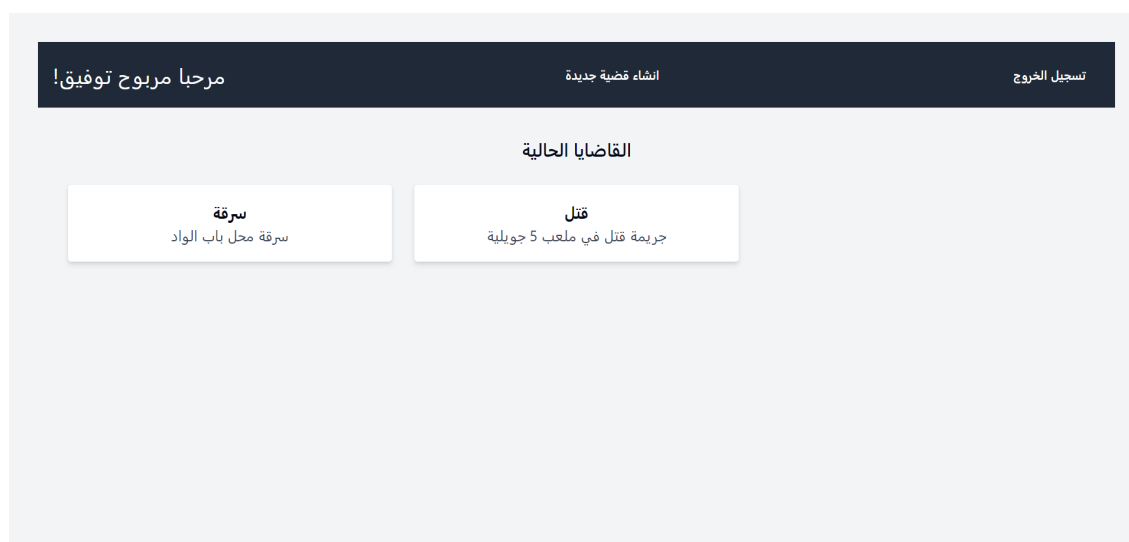 مرحبا مربوح توفيق!
انشاء قضية جديدة
تسجيل الخروج
القاضايا الحالية
سرقة
سرقة محل باب الواد
قتل
جريمة قتل في ملعب 5 جويلية